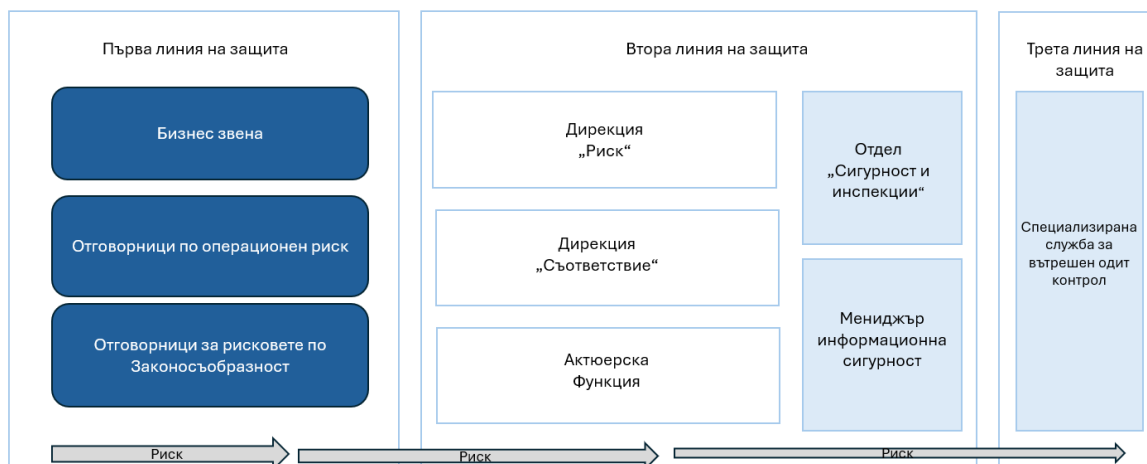 Първа линия на защита
Бизнес звена
Отговорници по операционен риск
Отговорници за рисковете по
Законосъобразност
Втора линия на защита
Дирекция
„Риск“
Дирекция
„Съответствие“
Актюерска
Функция
Отдел
„Сигурност и
инспекции“
Мениджър
информационна
сигурност
Трета линия на
защита
Специализирана
служба за
вътрешен одит
контрол
Риск
Риск
Риск